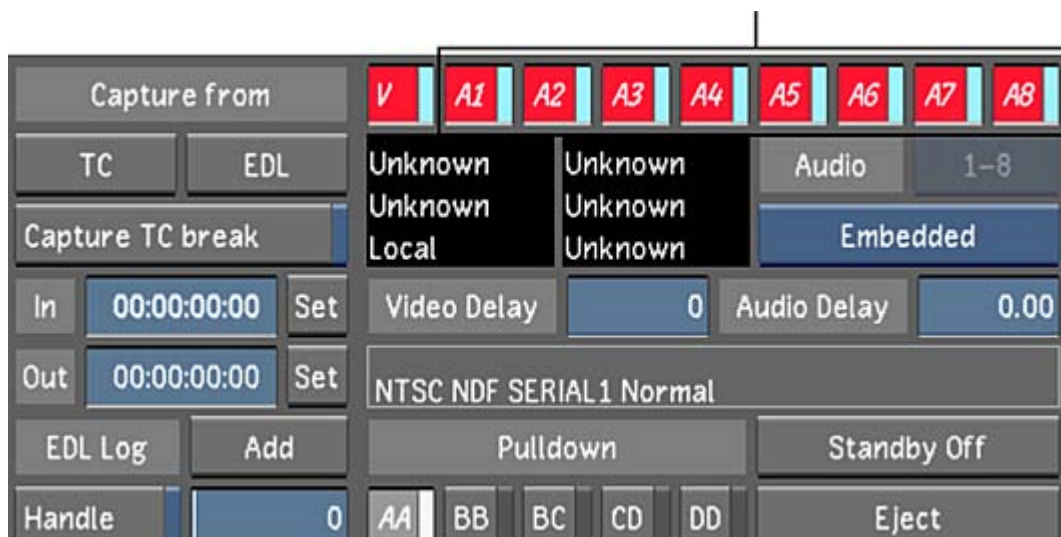 Capture from V A1 A2 A3 A4 A5 A6 A7 A8
TC EDL Unknown Unknown Audio 1-8
Unknown Unknown
Capture TC break Local Unknown Embedded
In 00:00:00:00 Set Video Delay 0 Audio Delay 0.00
Out 00:00:00:00 Set NTSC NDF SERIAL1 Normal
EDL Log Add Pulldown Standby Off
Handle 0 AA BB BC CD DD Eject